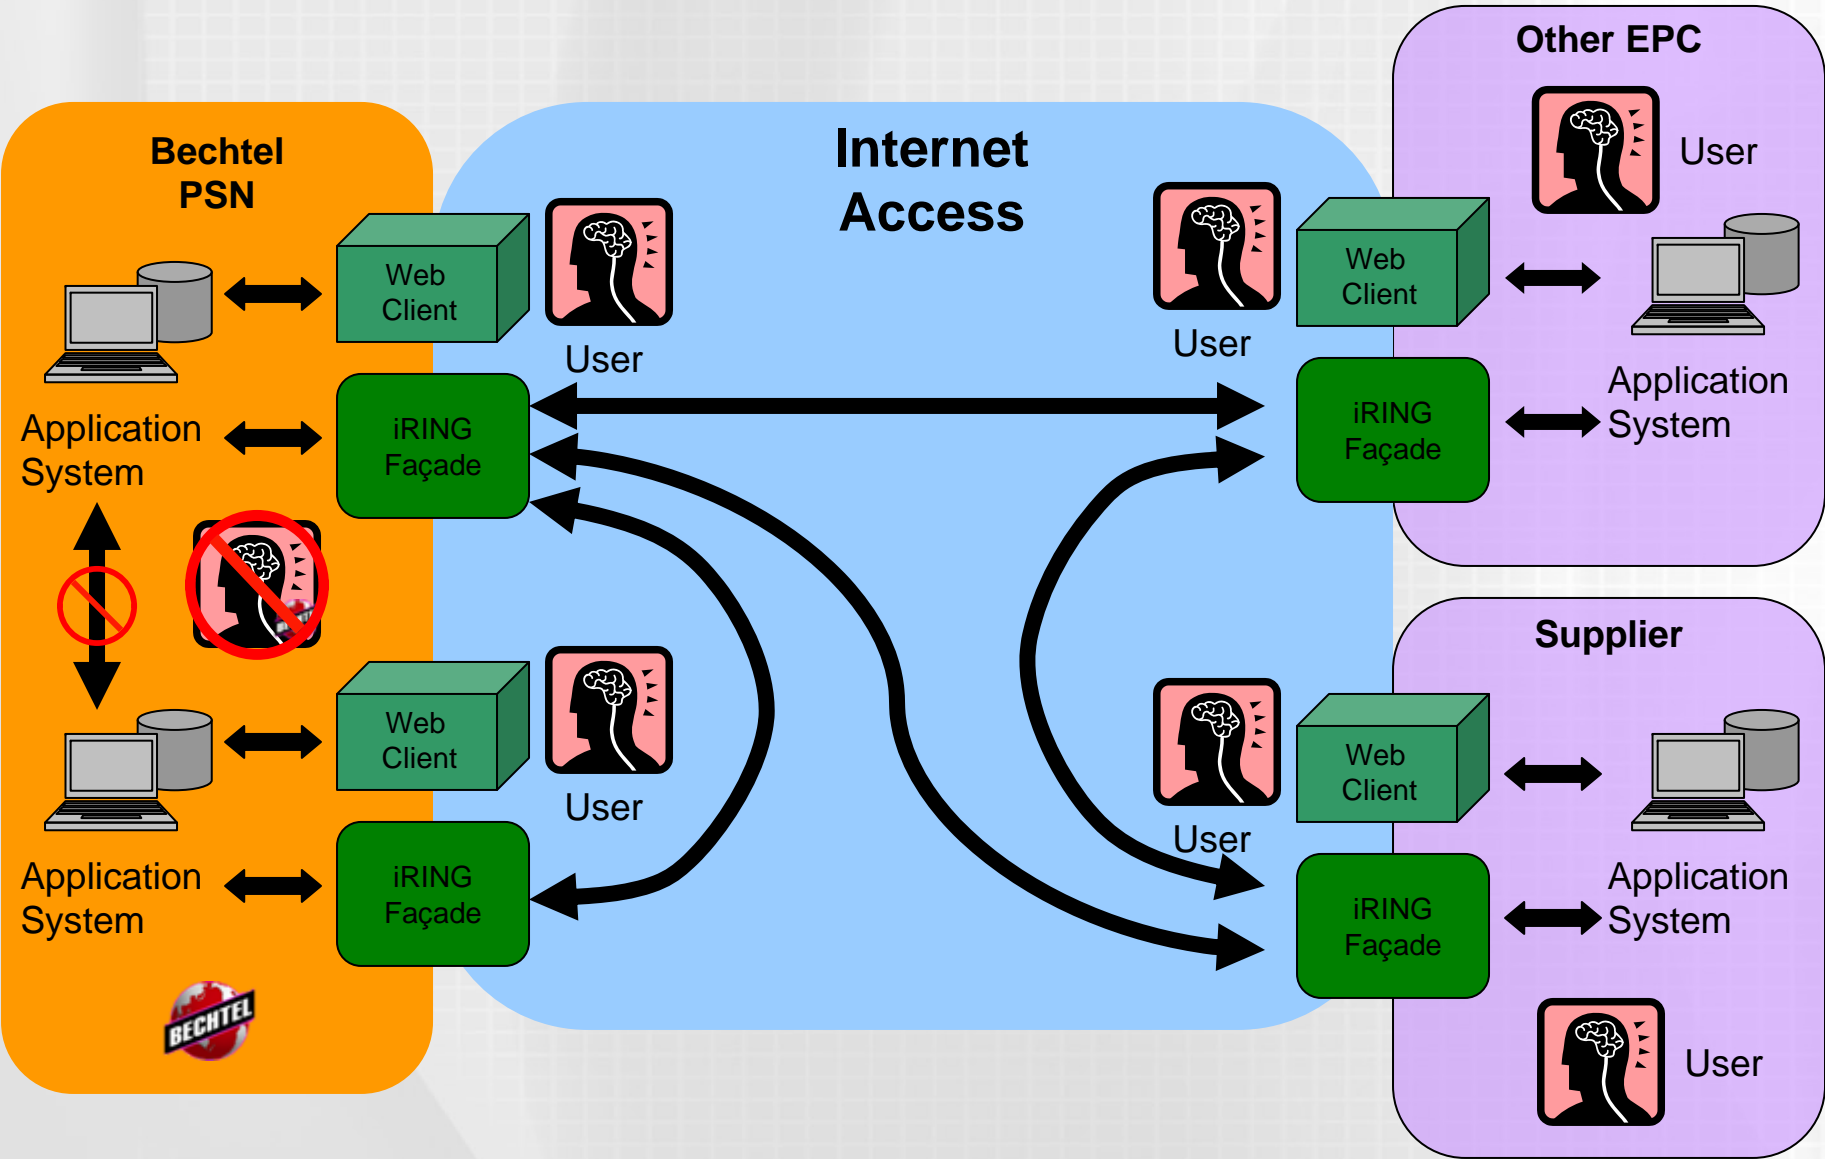 Other EPC
User
Bechtel
PSN
Internet
Access
Web
Client
User
User
Web
Client
Application
System
iRING
Façade
iRING
Façade
Application
System
Supplier
Web
Client
User
User
Web
Client
Application
System
iRING
Façade
iRING
Façade
Application
System
BECHTEL
User